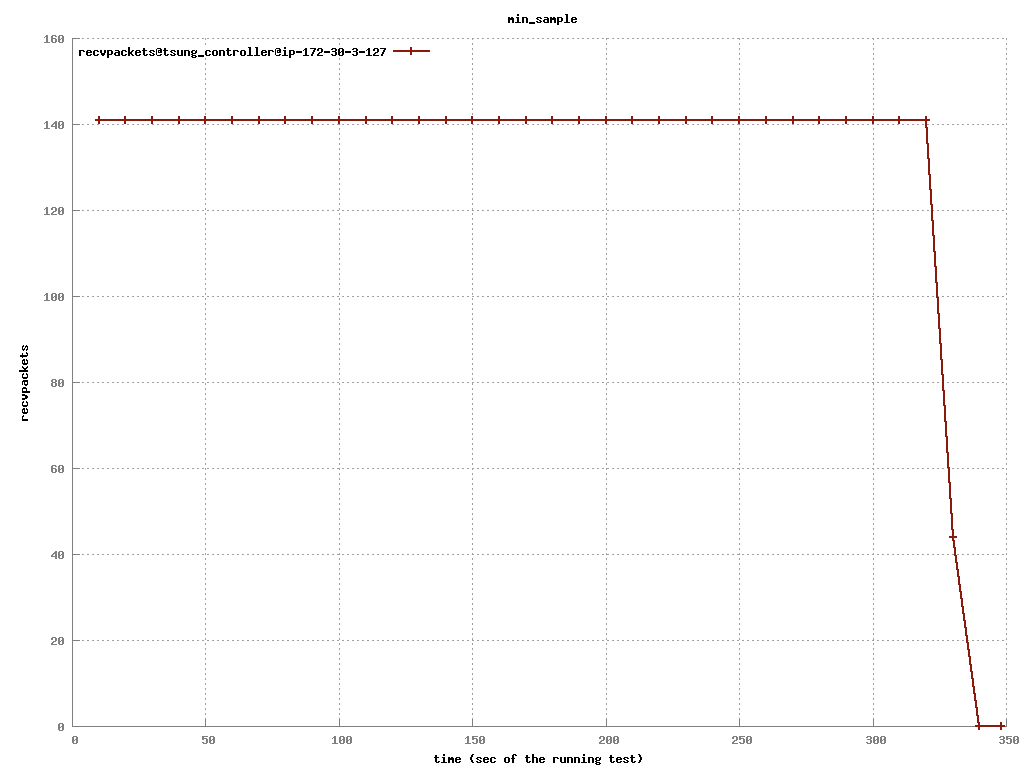 min_sample
160
recvpackets@tsung_controller@ip-172-30-3-127
140
120
100
80
60
40
20
0
recvpackets
0 50 100 150 200 250 300 350
time (sec of the running test)